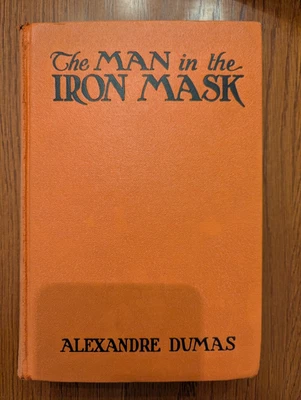 The MAN in the
IRON MASK
ALEXANDRE DUMAS